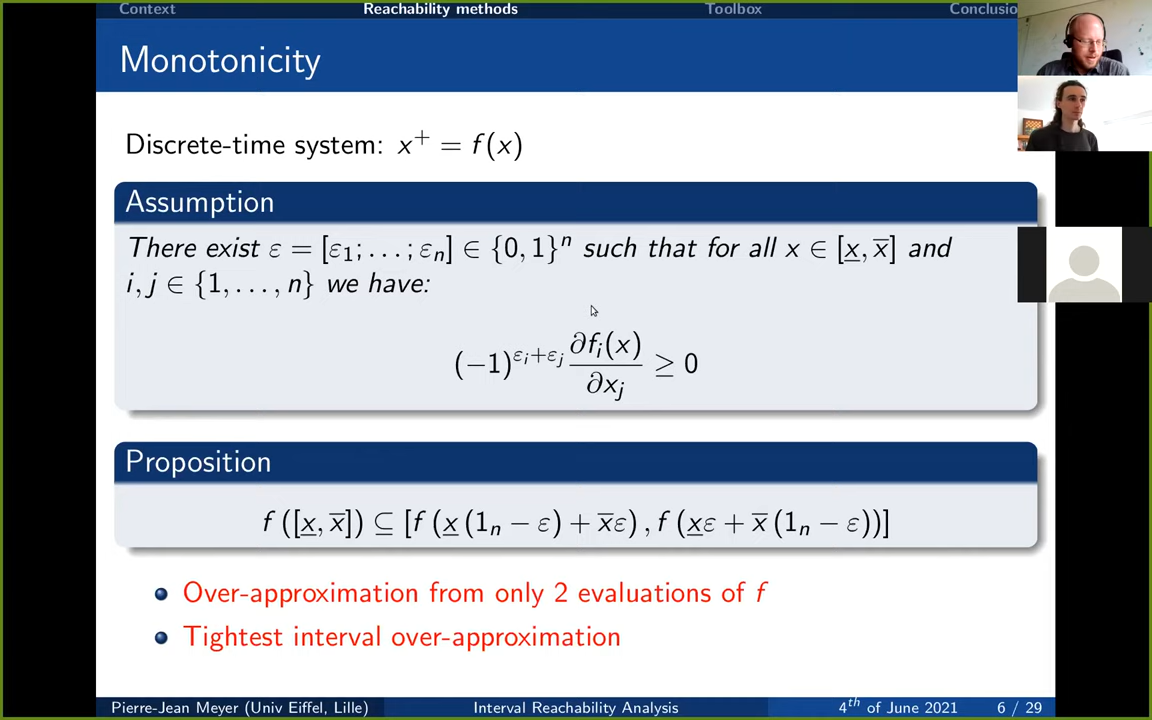 Context Reachability methods Toolbox Conclusio
Monotonicity
Discrete-time system: x⁺ = f(x)
Assumption
There exist ε = [ε₁; . . . ; εₙ] ∈ {0, 1}ⁿ such that for all x ∈ [x̲, x̅] and
i, j ∈ {1, . . . , n} we have:
(−1)^{εᵢ+εⱼ} ∂fᵢ(x)/∂xⱼ ≥ 0
Proposition
f ([x̲, x̅]) ⊆ [f (x̲ (1ₙ − ε) + x̅ε) , f (x̲ε + x̅ (1ₙ − ε))]
Over-approximation from only 2 evaluations of f
Tightest interval over-approximation
Pierre-Jean Meyer (Univ Eiffel, Lille) Interval Reachability Analysis 4ᵗʰ of June 2021 6 / 29